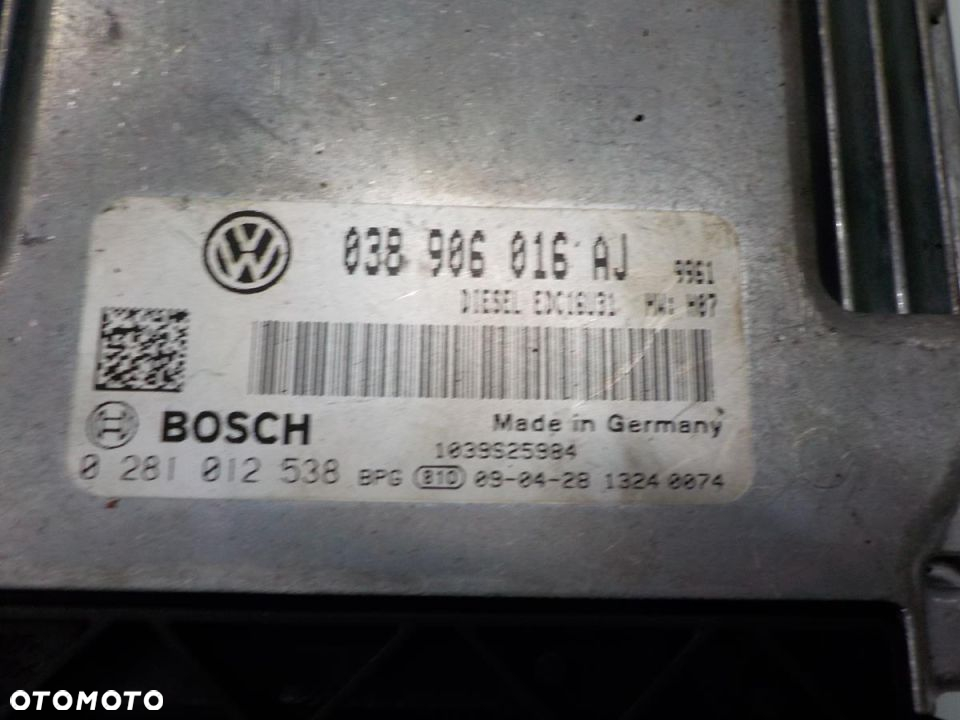 038 906 016 AJ 9961
DIESEL EDC16U31 HW: H07
BOSCH
Made in Germany
1039S25984
0 281 012 538 BPG 810 09-04-28 1324 0074
OTOMOTO